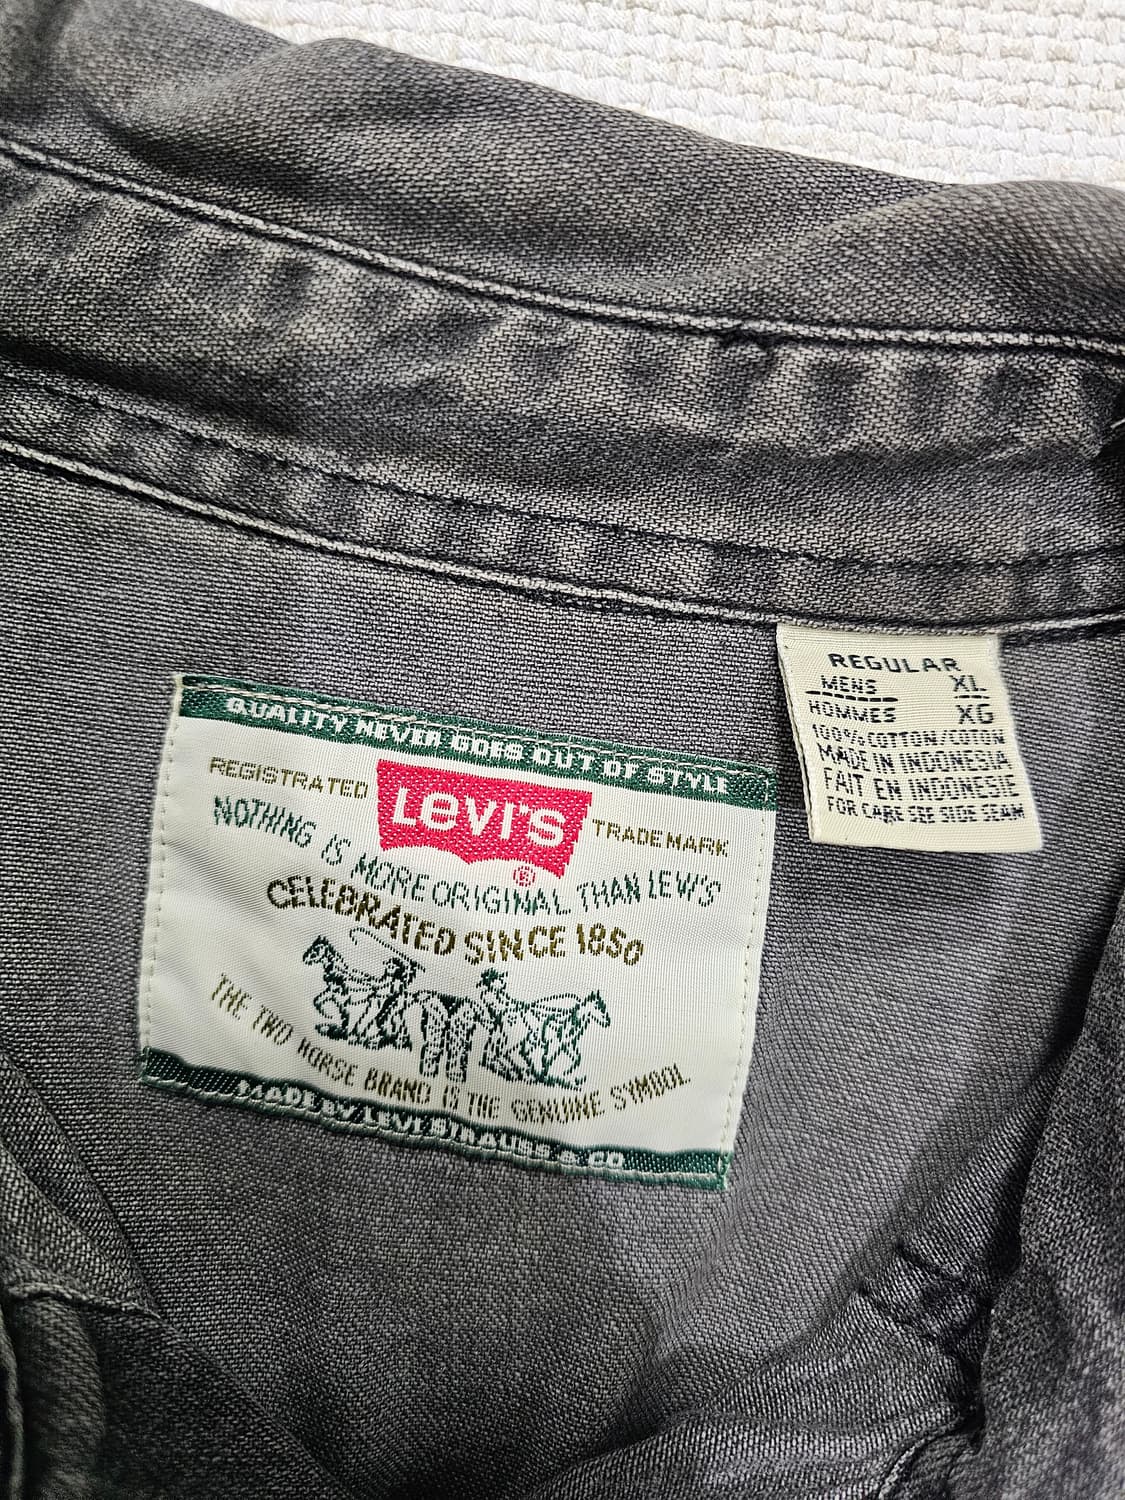 QUALITY NEVER GOES OUT OF STYLE
REGISTRATED Levi's TRADEMARK
®
NOTHING IS MORE ORIGINAL THAN LEVI'S
CELEBRATED SINCE 1850
THE TWO HORSE BRAND IS THE GENUINE SYMBOL
MADE BY LEVI STRAUSS & CO
REGULAR
MENS XL
HOMMES XG
100% COTTON/COTON
MADE IN INDONESIA
FAIT EN INDONESIE
FOR CARE SEE SIDE SEAM